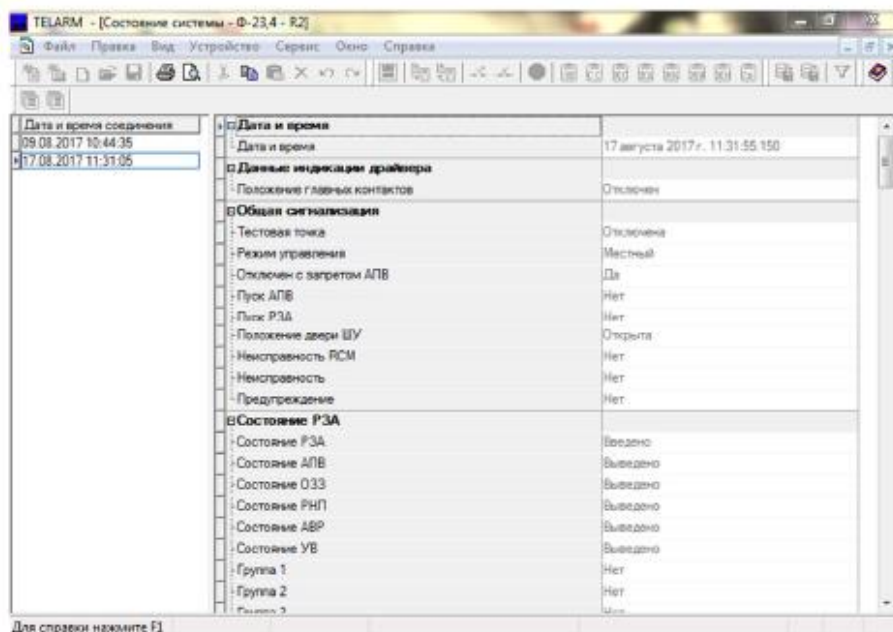 TELARM - [Состояние системы - Ф-23,4 - R2]
Файл Правка Вид Устройство Сервис Окно Справка
Дата и время соединения
09.08.2017 10:44:35
17.08.2017 11:31:05
Дата и время
Дата и время 17 августа 2017 г. 11:31:55.150
Данные индикации драйвера
Положение главных контактов Отключен
Общая сигнализация
Тестовая точка Отключена
Режим управления Местный
Отключен с запретом АПВ Да
Пуск АПВ Нет
Пуск РЗА Нет
Положение двери ШУ Открыта
Неисправность RCM Нет
Неисправность Нет
Предупреждение Нет
Состояние РЗА
Состояние РЗА Введено
Состояние АПВ Выведено
Состояние ОЗЗ Выведено
Состояние РНП Выведено
Состояние АВР Выведено
Состояние УВ Выведено
Группа 1 Нет
Группа 2 Нет
Для справки нажмите F1